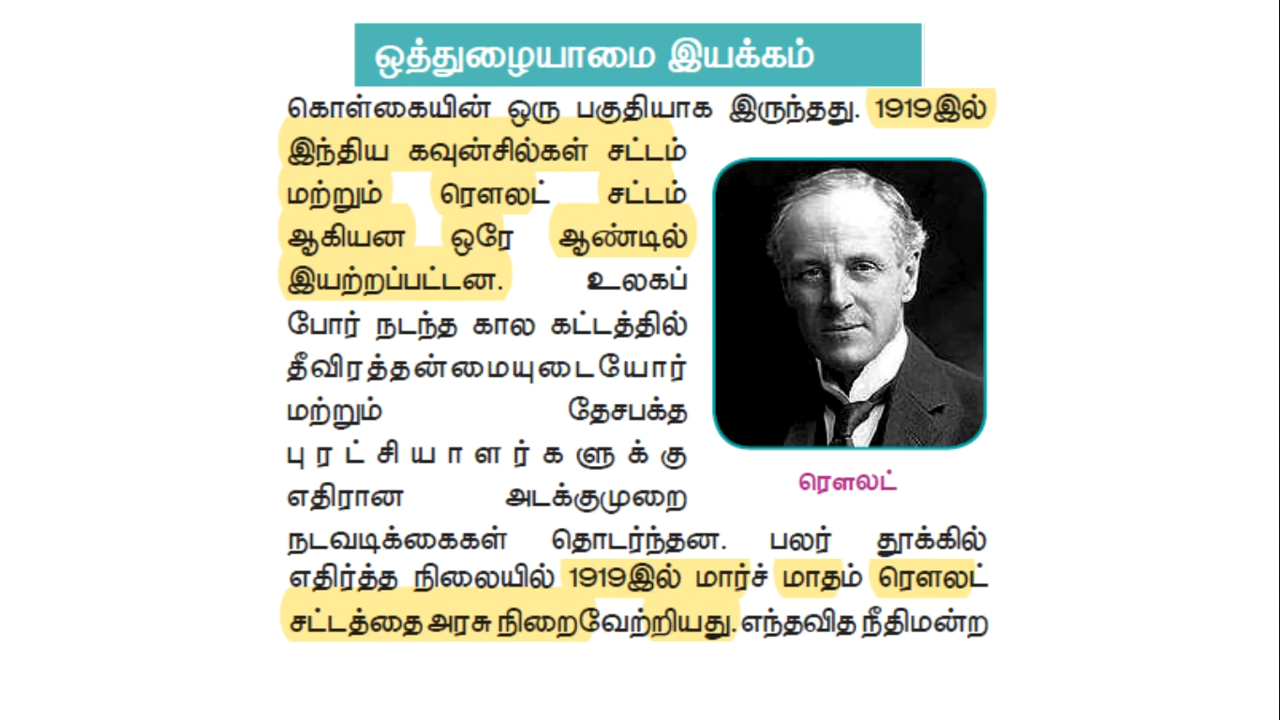 ஒத்துழையாமை இயக்கம்
கொள்கையின் ஒரு பகுதியாக இருந்தது. 1919இல்
இந்திய கவுன்சில்கள் சட்டம்
மற்றும் ரௌலட் சட்டம்
ஆகியன ஒரே ஆண்டில்
இயற்றப்பட்டன. உலகப்
போர் நடந்த கால கட்டத்தில்
தீவிரத்தன்மையுடையோர்
மற்றும் தேசபக்த
புரட்சியாளர்களுக்கு
எதிரான அடக்குமுறை
ரௌலட்
நடவடிக்கைகள் தொடர்ந்தன. பலர் தூக்கில்
எதிர்த்த நிலையில் 1919இல் மார்ச் மாதம் ரௌலட்
சட்டத்தை அரசு நிறைவேற்றியது. எந்தவித நீதிமன்ற